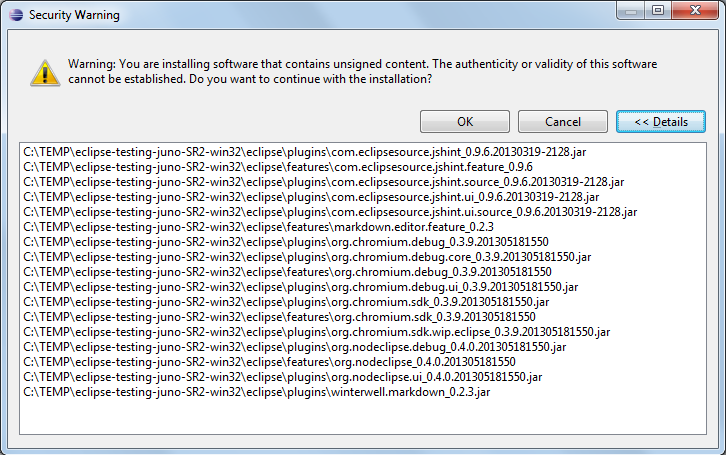 Security Warning
Warning: You are installing software that contains unsigned content. The authenticity or validity of this software
cannot be established. Do you want to continue with the installation?
OK
Cancel
<< Details
C:\TEMP\eclipse-testing-juno-SR2-win32\eclipse\plugins\com.eclipsesource.jshint_0.9.6.20130319-2128.jar
C:\TEMP\eclipse-testing-juno-SR2-win32\eclipse\features\com.eclipsesource.jshint.feature_0.9.6
C:\TEMP\eclipse-testing-juno-SR2-win32\eclipse\plugins\com.eclipsesource.jshint.source_0.9.6.20130319-2128.jar
C:\TEMP\eclipse-testing-juno-SR2-win32\eclipse\plugins\com.eclipsesource.jshint.ui_0.9.6.20130319-2128.jar
C:\TEMP\eclipse-testing-juno-SR2-win32\eclipse\plugins\com.eclipsesource.jshint.ui.source_0.9.6.20130319-2128.jar
C:\TEMP\eclipse-testing-juno-SR2-win32\eclipse\features\markdown.editor.feature_0.2.3
C:\TEMP\eclipse-testing-juno-SR2-win32\eclipse\plugins\org.chromium.debug_0.3.9.201305181550
C:\TEMP\eclipse-testing-juno-SR2-win32\eclipse\plugins\org.chromium.debug.core_0.3.9.201305181550.jar
C:\TEMP\eclipse-testing-juno-SR2-win32\eclipse\features\org.chromium.debug_0.3.9.201305181550
C:\TEMP\eclipse-testing-juno-SR2-win32\eclipse\plugins\org.chromium.debug.ui_0.3.9.201305181550.jar
C:\TEMP\eclipse-testing-juno-SR2-win32\eclipse\plugins\org.chromium.sdk_0.3.9.201305181550.jar
C:\TEMP\eclipse-testing-juno-SR2-win32\eclipse\features\org.chromium.sdk_0.3.9.201305181550
C:\TEMP\eclipse-testing-juno-SR2-win32\eclipse\plugins\org.chromium.sdk.wip.eclipse_0.3.9.201305181550.jar
C:\TEMP\eclipse-testing-juno-SR2-win32\eclipse\plugins\org.nodeclipse.debug_0.4.0.201305181550.jar
C:\TEMP\eclipse-testing-juno-SR2-win32\eclipse\features\org.nodeclipse_0.4.0.201305181550
C:\TEMP\eclipse-testing-juno-SR2-win32\eclipse\plugins\org.nodeclipse.ui_0.4.0.201305181550.jar
C:\TEMP\eclipse-testing-juno-SR2-win32\eclipse\plugins\winterwell.markdown_0.2.3.jar